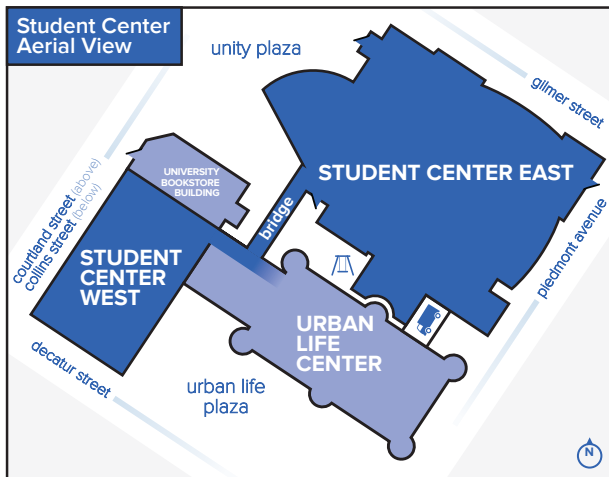 Student Center
Aerial View
unity plaza
gilmer street
STUDENT CENTER EAST
UNIVERSITY
BOOKSTORE
BUILDING
courtland street (above)
collins street (below)
bridge
piedmont avenue
STUDENT
CENTER
WEST
URBAN
LIFE
CENTER
decatur street
urban life
plaza
N